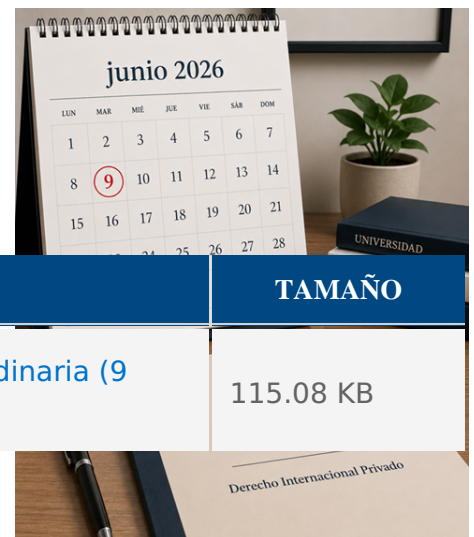 junio 2026
LUN MAR MIÉ JUE VIE SÁB DOM
1 2 3 4 5 6 7
8 9 10 11 12 13 14
15 16 17 18 19 20 21
24 25 26 27 28
UNIVERSIDAD
TAMAÑO
dinaria (9
115.08 KB
Derecho Internacional Privado